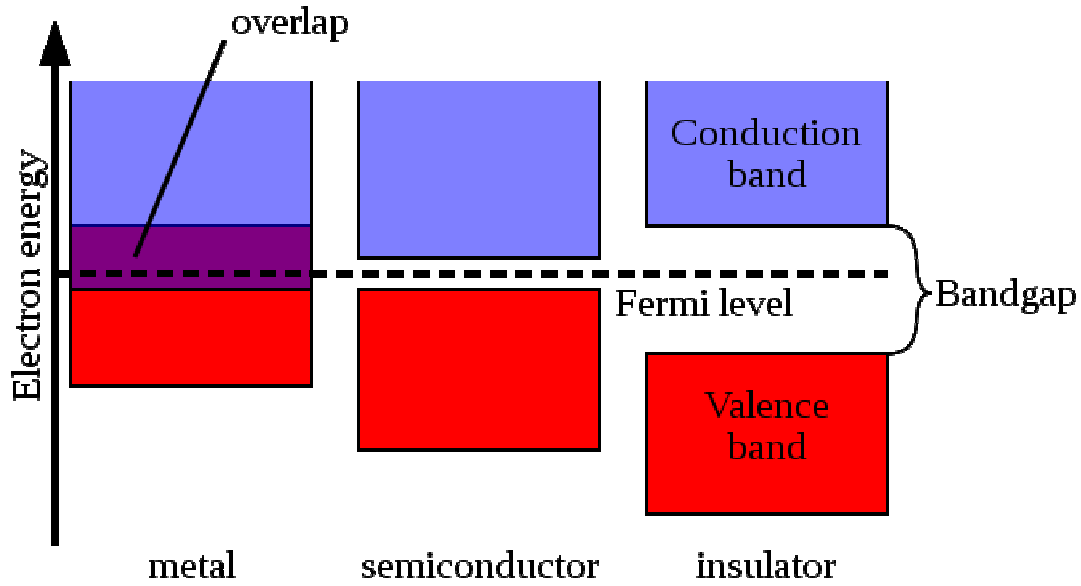 overlap
Electron energy
Conduction
band
Fermi level
Bandgap
Valence
band
metal
semiconductor
insulator